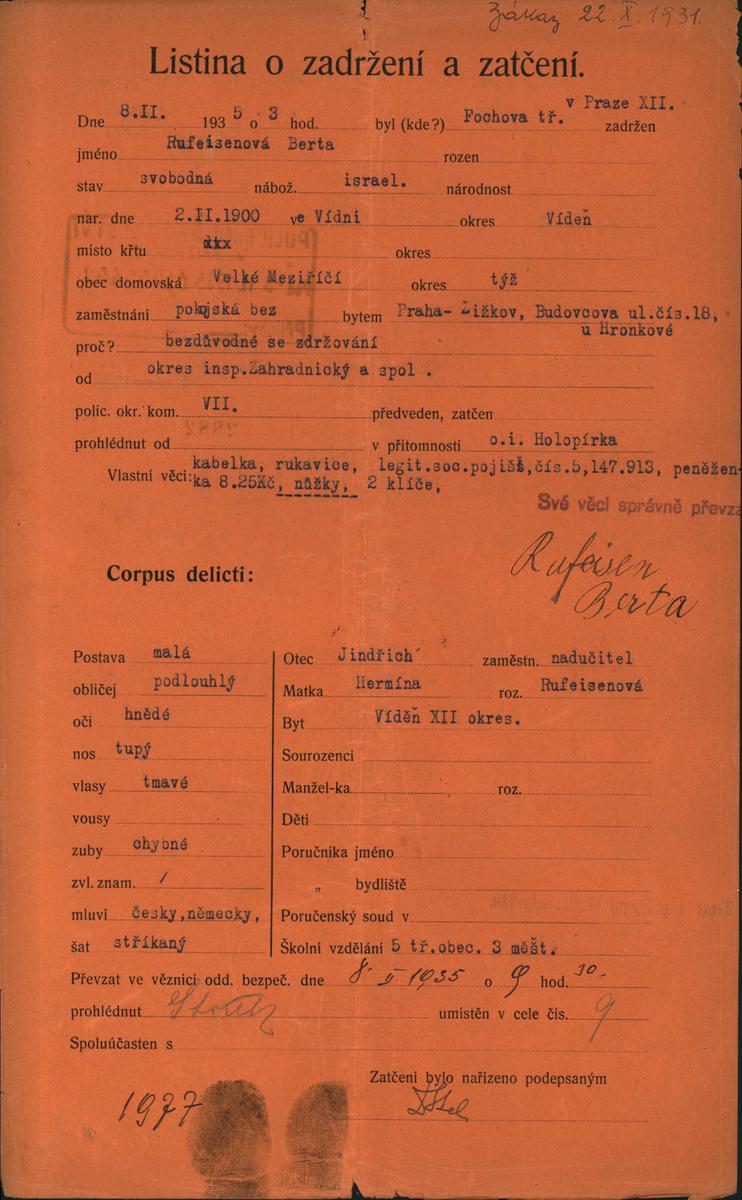 Zákaz 22. X. 1931.
Listina o zadržení a zatčení.
v Praze XII.
Dne 8.II. 1935 o 3 hod. byl (kde?) Fochova tř. zadržen
jméno Rufeisenová Berta rozen
stav svobodná nábož. israel. národnost
nar. dne 2.II.1900 ve Vídni okres Vídeň
místo křtu okres
obec domovská Velké Meziříčí okres týž
zaměstnání pokojská bez bytem Praha- Žižkov, Budovcova ul.čís.18,
u Hronkové
proč? bezdůvodné se zdržování
od okres insp.Zahradnický a spol .
polic. okr. kom. VII. předveden, zatčen
prohlédnut od v přítomnosti o.i. Holopírka
Vlastní věci: kabelka, rukavice, legit.soc.pojišť,čís.5,147.913, peněžen-
ka 8.25Kč, nůžky, 2 klíče,
Své věci správně převza
Rufeisen
Berta
Corpus delicti:
Postava malá Otec Jindřich zaměstn. nadučitel
obličej podlouhlý Matka Hermína roz. Rufeisenová
oči hnědé Byt Víděň XII okres.
nos tupý Sourozenci
vlasy tmavé Manžel-ka roz.
vousy Děti
zuby chybné Poručníka jméno
zvl. znam. / „ bydliště
mluví česky,německy, Poručenský soud v
šat stříkaný Školní vzdělání 5 tř.obec. 3 měšt.
Převzat ve věznici odd. bezpeč. dne 8. II 1935 o 9 hod. 30-
prohlédnut umístěn v cele čís. 9
Spoluúčasten s
Zatčení bylo nařízeno podepsaným
1977